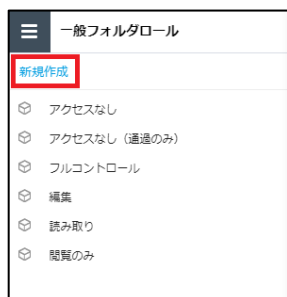 一般フォルダロール
新規作成
アクセスなし
アクセスなし（通過のみ）
フルコントロール
編集
読み取り
閲覧のみ